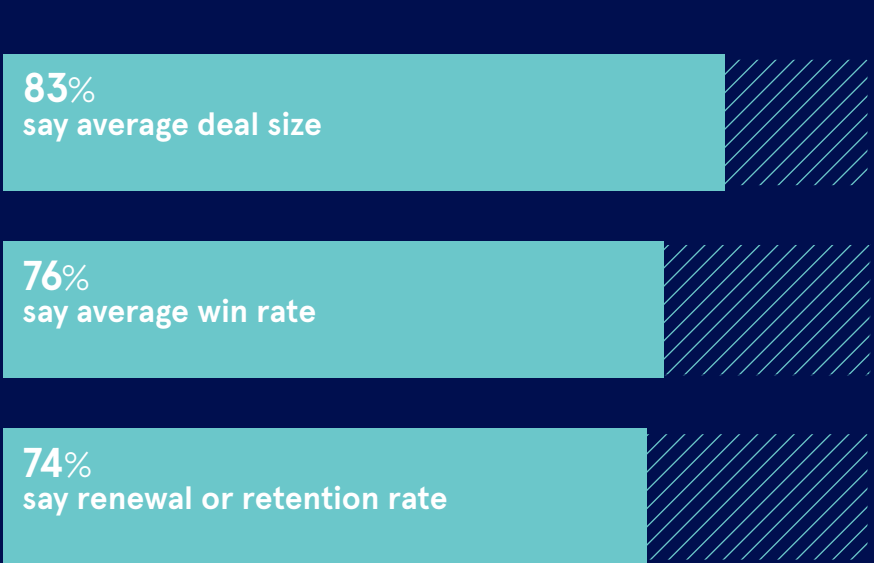 83%
say average deal size
76%
say average win rate
74%
say renewal or retention rate